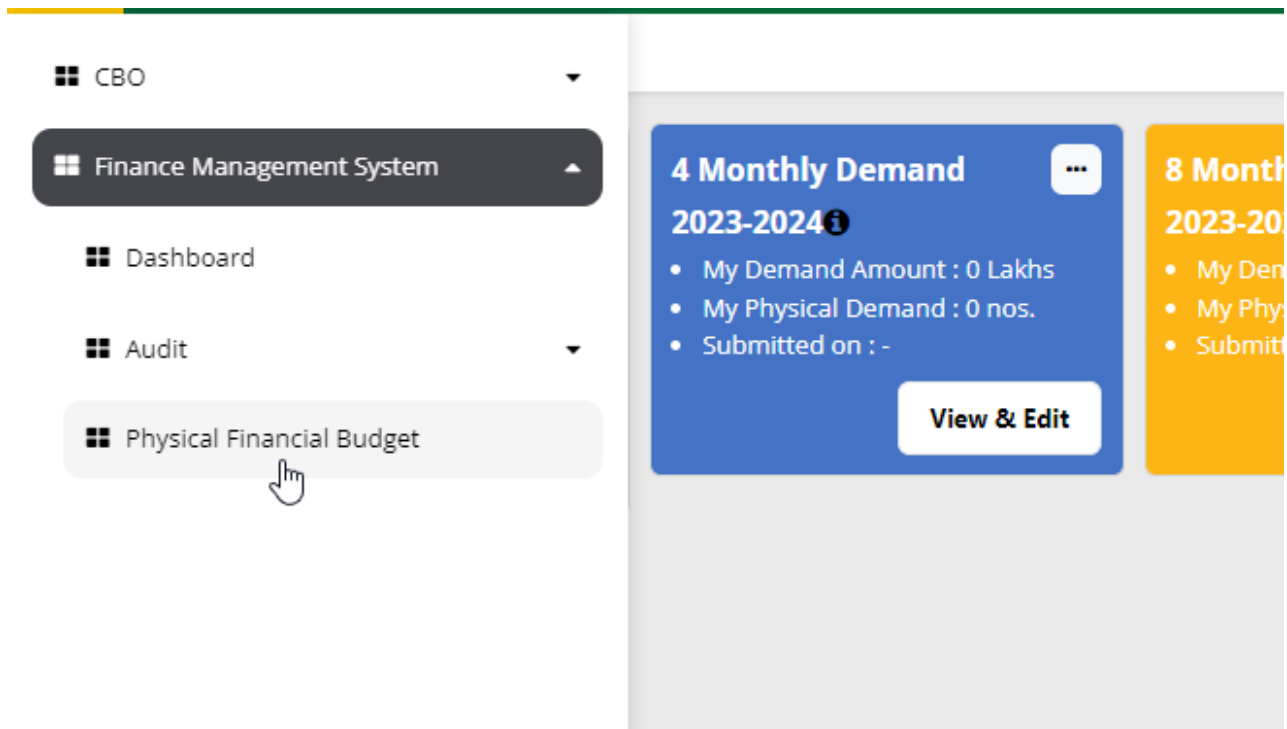 CBO
Finance Management System
Dashboard
Audit
Physical Financial Budget
4 Monthly Demand
2023-2024
My Demand Amount : 0 Lakhs
My Physical Demand : 0 nos.
Submitted on : -
View & Edit
8